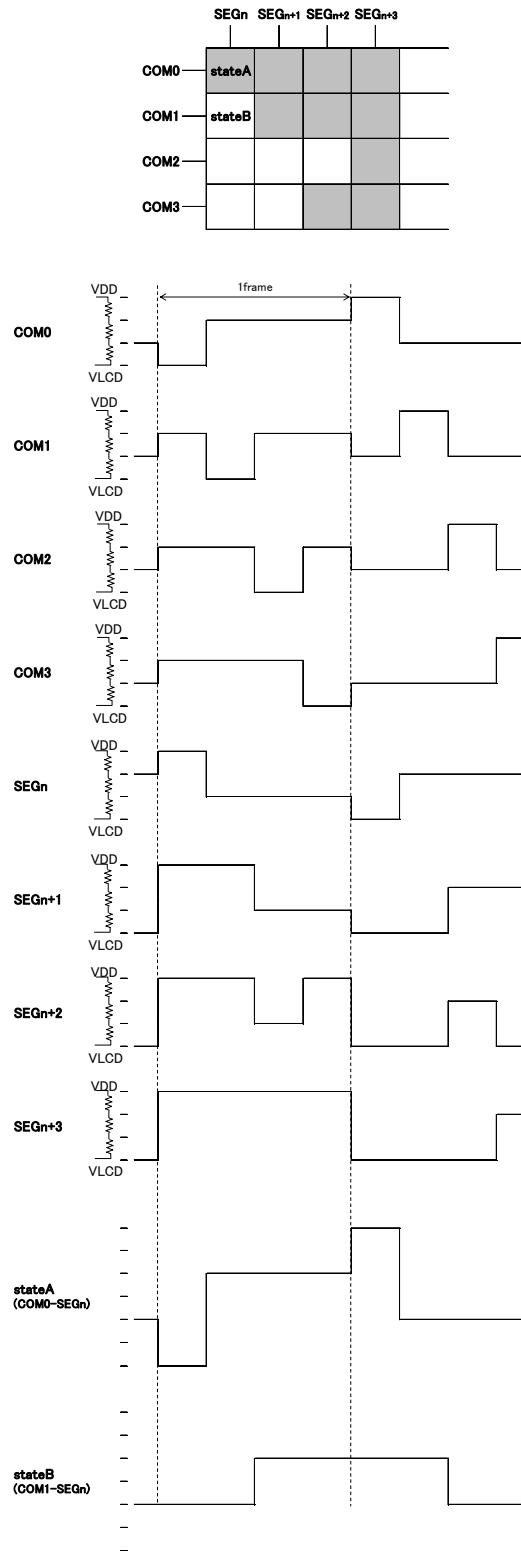 SEGn SEGn+1 SEGn+2 SEGn+3
COM0 stateA
COM1 stateB
COM2
COM3
VDD 1frame
COM0
VLCD
VDD
COM1
VLCD
VDD
COM2
VLCD
VDD
COM3
VLCD
VDD
SEGn
VLCD
VDD
SEGn+1
VLCD
VDD
SEGn+2
VLCD
VDD
SEGn+3
VLCD
stateA
(COM0-SEGn)
stateB
(COM1-SEGn)